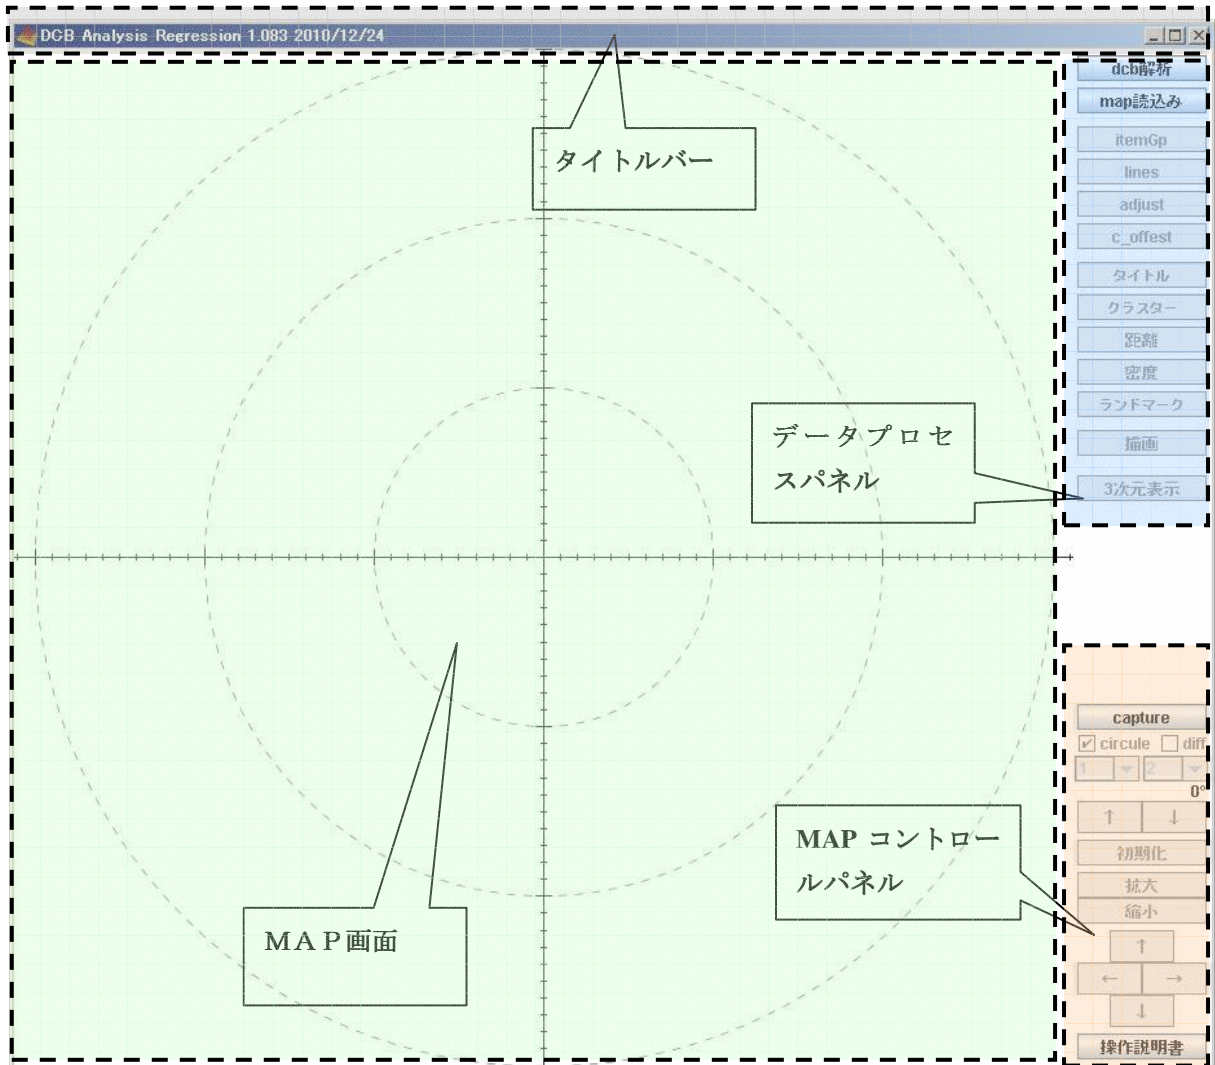 DCB Analysis Regression 1.083 2010/12/24
タイトルバー
dcb解析
map読込み
itemGp
lines
adjust
c_offest
タイトル
クラスター
距離
密度
ランドマーク
描画
3次元表示
データプロセ
スパネル
capture
circule diff
1 2
0°
↑ ↓
初期化
拡大
縮小
↑
← →
↓
操作説明書
MAP コントロー
ルパネル
ＭＡＰ画面